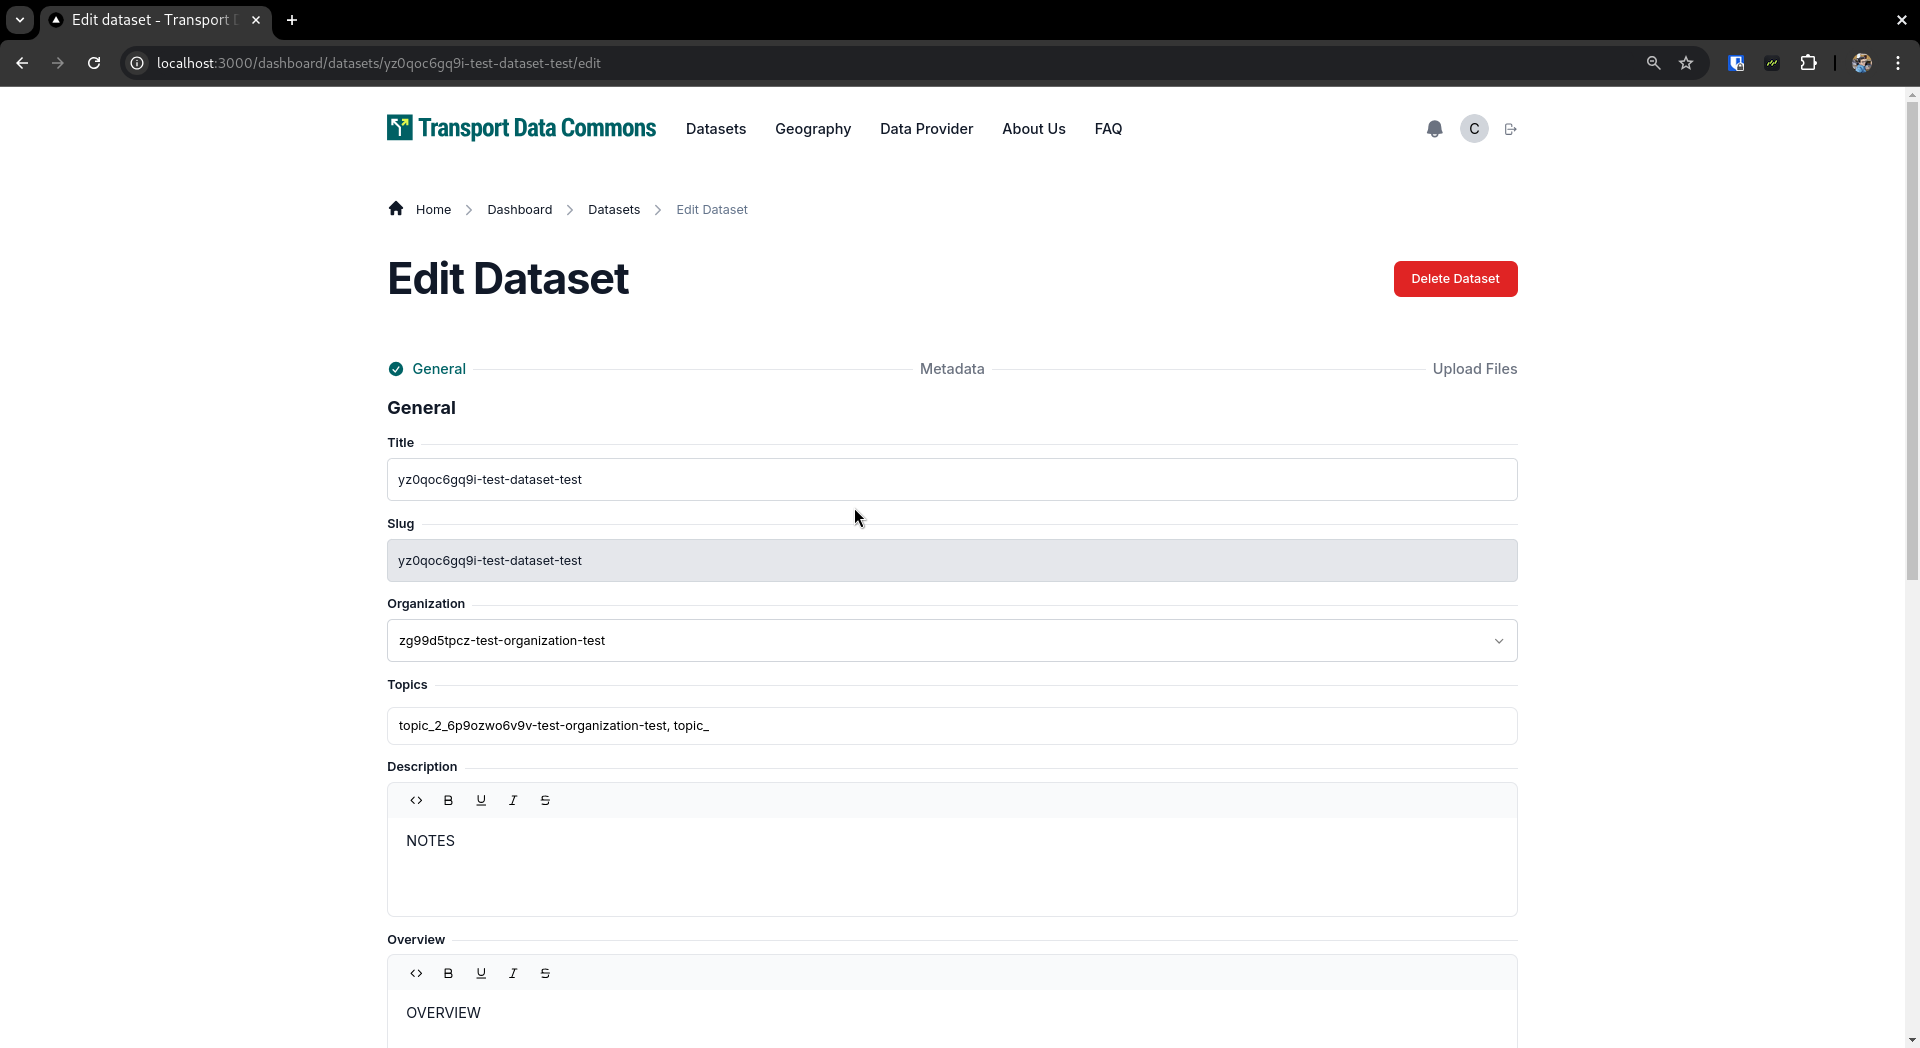 Edit dataset - Transport D
localhost:3000/dashboard/datasets/yz0qoc6gq9i-test-dataset-test/edit
Transport Data Commons Datasets Geography Data Provider About Us FAQ C
Home Dashboard Datasets Edit Dataset
Edit Dataset Delete Dataset
General Metadata Upload Files
General
Title
yz0qoc6gq9i-test-dataset-test
Slug
yz0qoc6gq9i-test-dataset-test
Organization
zg99d5tpcz-test-organization-test
Topics
topic_2_6p9ozwo6v9v-test-organization-test, topic_
Description
B U I S
NOTES
Overview
B U I S
OVERVIEW